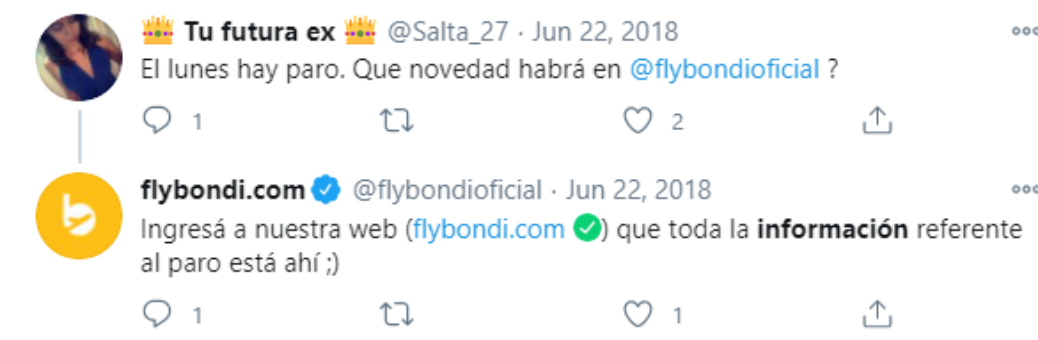 👑 Tu futura ex 👑 @Salta_27 · Jun 22, 2018
El lunes hay paro. Que novedad habrá en @flybondioficial ?
1 2
flybondi.com @flybondioficial · Jun 22, 2018
Ingresá a nuestra web (flybondi.com ✅) que toda la información referente
al paro está ahí ;)
1 1